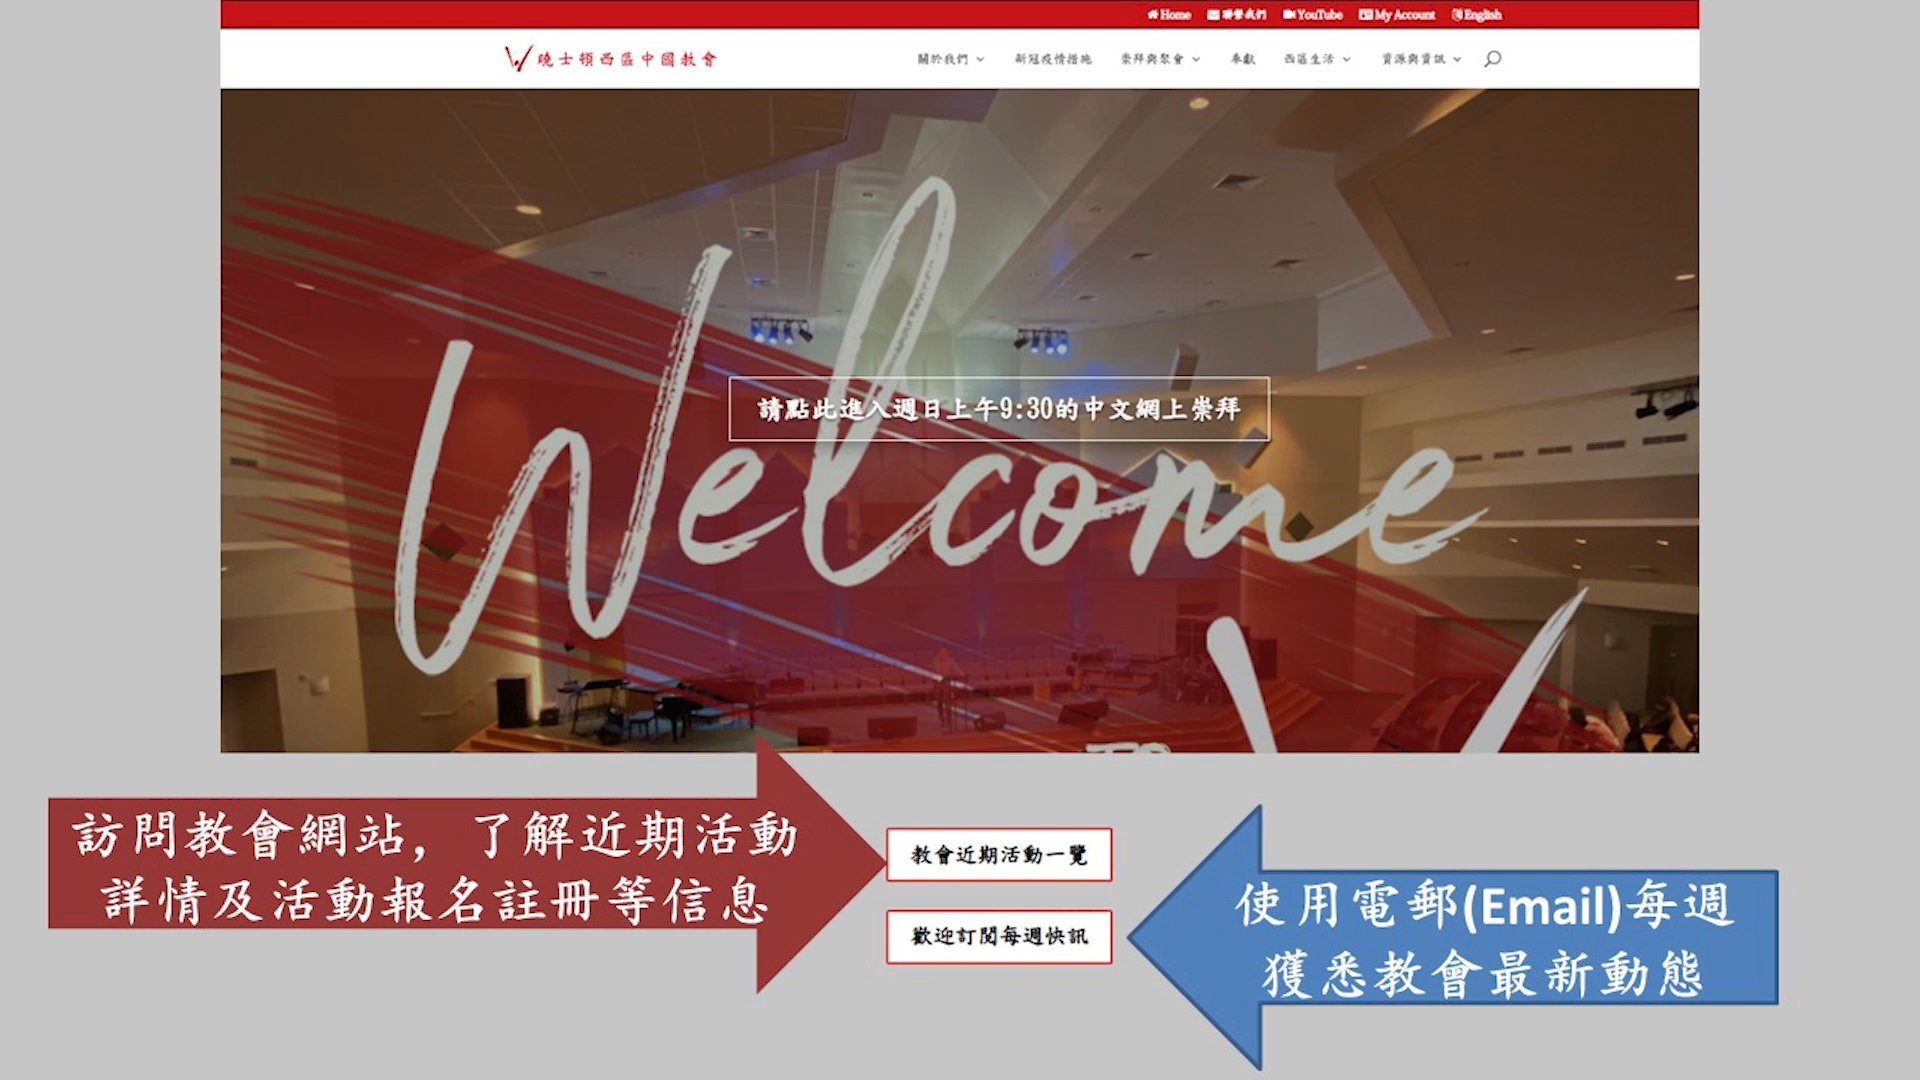 Home 聯繫我們 YouTube My Account English
曉士頓西區中國教會 關於我們 新冠疫情措施 崇拜與聚會 奉獻 西區生活 資源與資訊
Welcome
請點此進入週日上午9:30的中文網上崇拜
訪問教會網站，了解近期活動
詳情及活動報名註冊等信息
教會近期活動一覽
歡迎訂閱每週快訊
使用電郵(Email)每週
獲悉教會最新動態